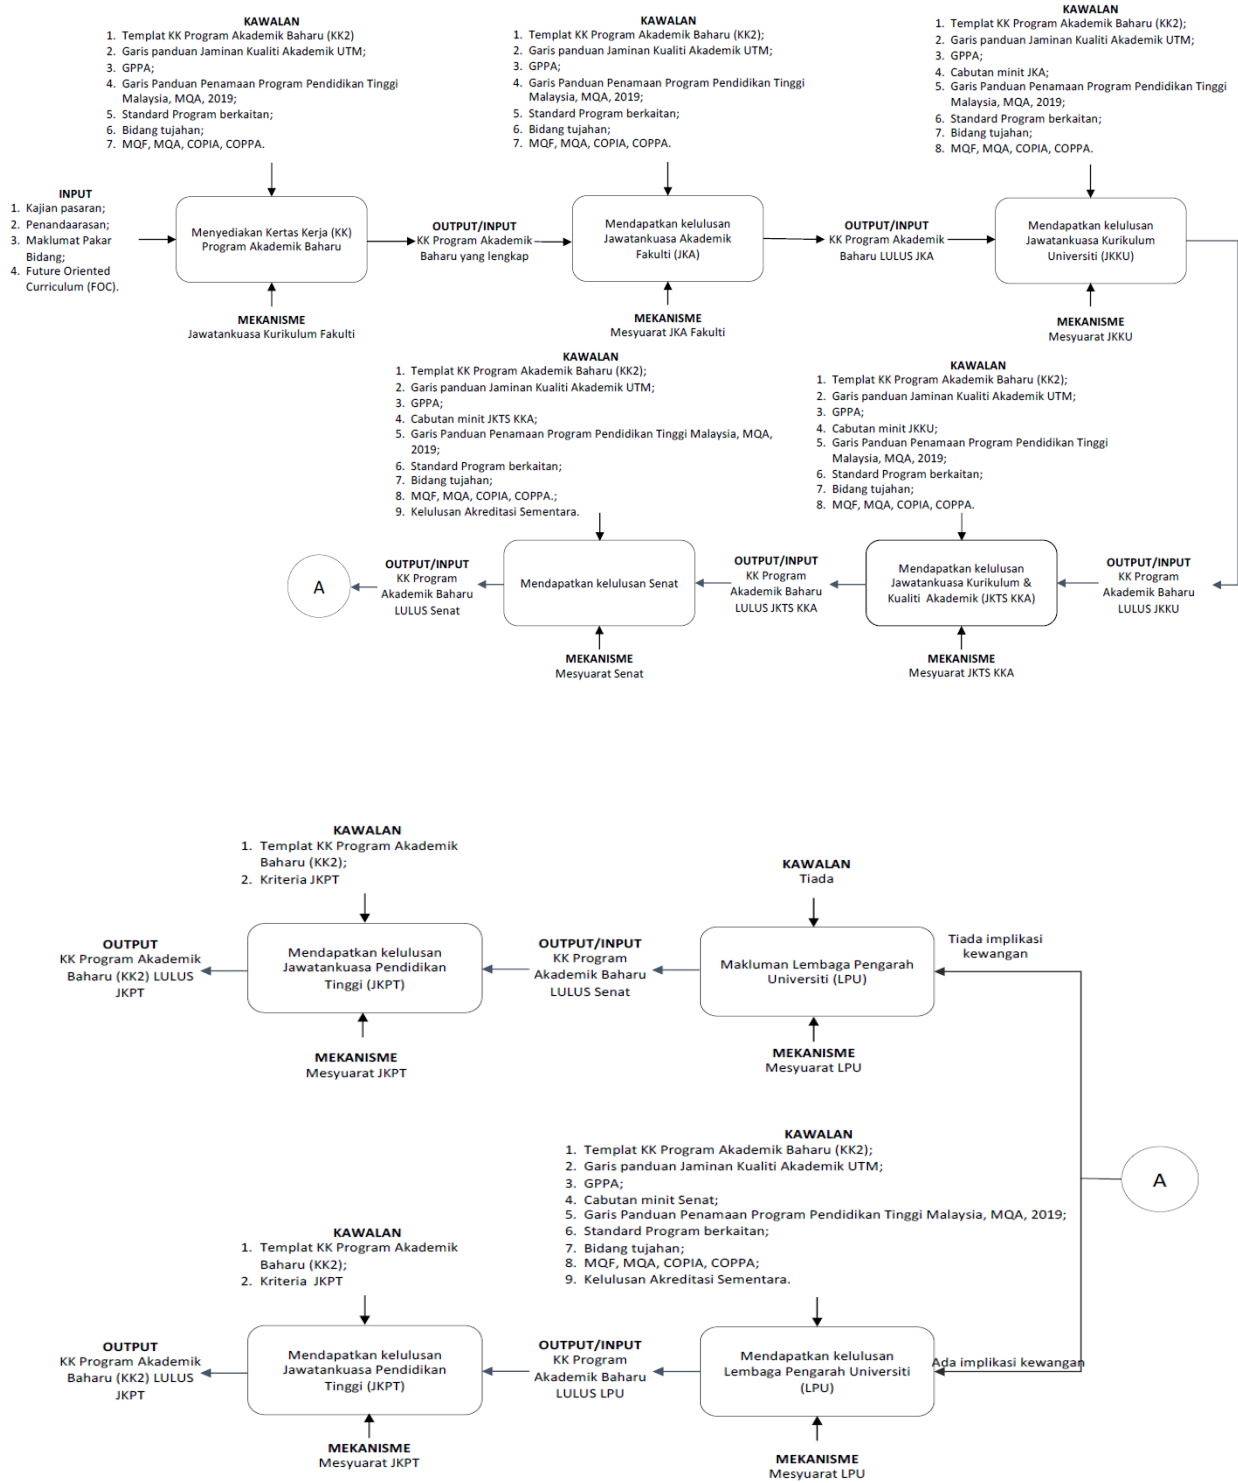 KAWALAN
1. Templat KK Program Akademik Baharu (KK2)
2. Garis panduan Jaminan Kualiti Akademik UTM;
3. GPPA;
4. Garis Panduan Penamaan Program Pendidikan Tinggi
Malaysia, MQA, 2019;
5. Standard Program berkaitan;
6. Bidang tujahan;
7. MQF, MQA, COPIA, COPPA.
KAWALAN
1. Templat KK Program Akademik Baharu (KK2);
2. Garis panduan Jaminan Kualiti Akademik UTM;
3. GPPA;
4. Garis Panduan Penamaan Program Pendidikan Tinggi
Malaysia, MQA, 2019;
5. Standard Program berkaitan;
6. Bidang tujahan;
7. MQF, MQA, COPIA, COPPA.
KAWALAN
1. Templat KK Program Akademik Baharu (KK2);
2. Garis panduan Jaminan Kualiti Akademik UTM;
3. GPPA;
4. Cabutan minit JKA;
5. Garis Panduan Penamaan Program Pendidikan Tinggi
Malaysia, MQA, 2019;
6. Standard Program berkaitan;
7. Bidang tujahan;
8. MQF, MQA, COPIA, COPPA.
INPUT
1. Kajian pasaran;
2. Penandaarasan;
3. Maklumat Pakar
Bidang;
4. Future Oriented
Curriculum (FOC).
Menyediakan Kertas Kerja (KK)
Program Akademik Baharu
OUTPUT/INPUT
KK Program Akademik
Baharu yang lengkap
Mendapatkan kelulusan
Jawatankuasa Akademik
Fakulti (JKA)
OUTPUT/INPUT
KK Program Akademik
Baharu LULUS JKA
Mendapatkan kelulusan
Jawatankuasa Kurikulum
Universiti (JKKU)
MEKANISME
Jawatankuasa Kurikulum Fakulti
MEKANISME
Mesyuarat JKA Fakulti
MEKANISME
Mesyuarat JKKU
KAWALAN
1. Templat KK Program Akademik Baharu (KK2);
2. Garis panduan Jaminan Kualiti Akademik UTM;
3. GPPA;
4. Cabutan minit JKTS KKA;
5. Garis Panduan Penamaan Program Pendidikan Tinggi Malaysia, MQA,
2019;
6. Standard Program berkaitan;
7. Bidang tujahan;
8. MQF, MQA, COPIA, COPPA.;
9. Kelulusan Akreditasi Sementara.
KAWALAN
1. Templat KK Program Akademik Baharu (KK2);
2. Garis panduan Jaminan Kualiti Akademik UTM;
3. GPPA;
4. Cabutan minit JKKU;
5. Garis Panduan Penamaan Program Pendidikan Tinggi
Malaysia, MQA, 2019;
6. Standard Program berkaitan;
7. Bidang tujahan;
8. MQF, MQA, COPIA, COPPA.
A
OUTPUT/INPUT
KK Program
Akademik Baharu
LULUS Senat
Mendapatkan kelulusan Senat
OUTPUT/INPUT
KK Program
Akademik Baharu
LULUS JKTS KKA
Mendapatkan kelulusan
Jawatankuasa Kurikulum &
Kualiti Akademik (JKTS KKA)
OUTPUT/INPUT
KK Program
Akademik Baharu
LULUS JKKU
MEKANISME
Mesyuarat Senat
MEKANISME
Mesyuarat JKTS KKA
KAWALAN
1. Templat KK Program Akademik
Baharu (KK2);
2. Kriteria JKPT
KAWALAN
Tiada
OUTPUT
KK Program Akademik
Baharu (KK2) LULUS
JKPT
Mendapatkan kelulusan
Jawatankuasa Pendidikan
Tinggi (JKPT)
OUTPUT/INPUT
KK Program
Akademik Baharu
LULUS Senat
Makluman Lembaga Pengarah
Universiti (LPU)
Tiada implikasi
kewangan
MEKANISME
Mesyuarat JKPT
MEKANISME
Mesyuarat LPU
KAWALAN
1. Templat KK Program Akademik Baharu (KK2);
2. Garis panduan Jaminan Kualiti Akademik UTM;
3. GPPA;
4. Cabutan minit Senat;
5. Garis Panduan Penamaan Program Pendidikan Tinggi Malaysia, MQA, 2019;
6. Standard Program berkaitan;
7. Bidang tujahan;
8. MQF, MQA, COPIA, COPPA;
9. Kelulusan Akreditasi Sementara.
A
KAWALAN
1. Templat KK Program Akademik
Baharu (KK2);
2. Kriteria JKPT
OUTPUT
KK Program Akademik
Baharu (KK2) LULUS
JKPT
Mendapatkan kelulusan
Jawatankuasa Pendidikan
Tinggi (JKPT)
OUTPUT/INPUT
KK Program
Akademik Baharu
LULUS LPU
Mendapatkan kelulusan
Lembaga Pengarah Universiti
(LPU)
Ada implikasi kewangan
MEKANISME
Mesyuarat JKPT
MEKANISME
Mesyuarat LPU